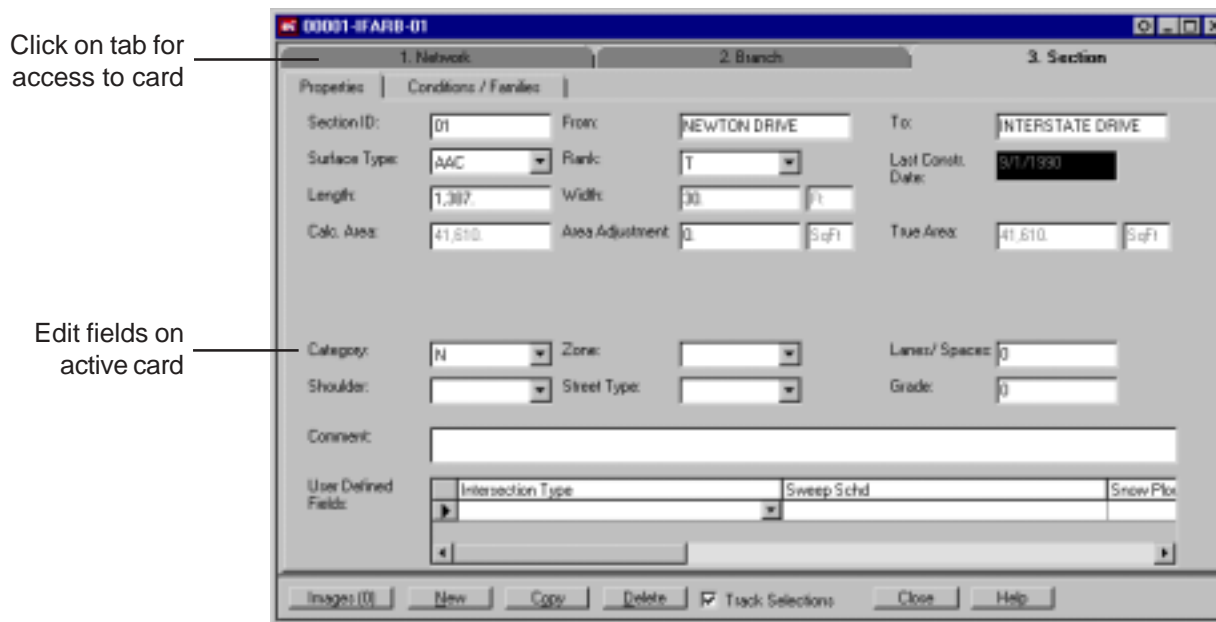 00001-IFARB-01
Click on tab for
access to card
1. Network 2. Branch 3. Section
Properties Conditions / Families
Section ID: 01 From: NEWTON DRIVE To: INTERSTATE DRIVE
Surface Type: AAC Rank: T Last Constr.
Date: 9/1/1990
Length: 1,387. Width: 30. Ft
Calc. Area: 41,610. Area Adjustment: 0. SqFt True Area: 41,610. SqFt
Edit fields on
active card
Category: N Zone: Lanes/ Spaces: 0
Shoulder: Street Type: Grade: 0
Comment:
User Defined
Fields:
Intersection Type Sweep Schd Snow Plo
Images (0) New Copy Delete Track Selections Close Help